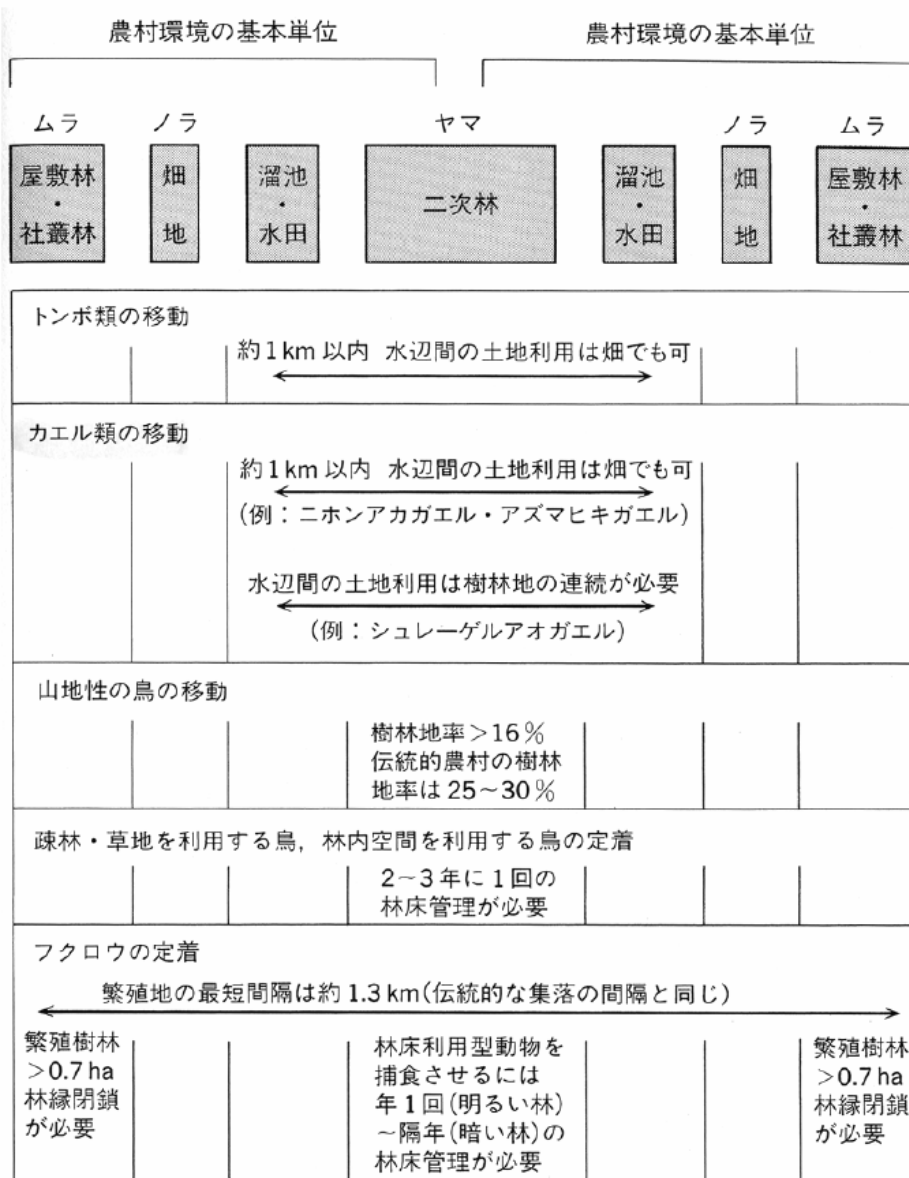 農村環境の基本単位 農村環境の基本単位
ムラ ノラ ヤマ ノラ ムラ
屋敷林・社叢林 畑地 溜池・水田 二次林 溜池・水田 畑地 屋敷林・社叢林
トンボ類の移動
約1km以内 水辺間の土地利用は畑でも可
カエル類の移動
約1km以内 水辺間の土地利用は畑でも可
(例:ニホンアカガエル・アズマヒキガエル)
水辺間の土地利用は樹林地の連続が必要
(例:シュレーゲルアオガエル)
山地性の鳥の移動
樹林地率>16%
伝統的農村の樹林
地率は25~30%
疎林・草地を利用する鳥,林内空間を利用する鳥の定着
2~3年に1回の
林床管理が必要
フクロウの定着
繁殖地の最短間隔は約1.3km(伝統的な集落の間隔と同じ)
繁殖樹林
>0.7ha
林縁閉鎖
が必要
林床利用型動物を
捕食させるには
年1回(明るい林)
~隔年(暗い林)の
林床管理が必要
繁殖樹林
>0.7ha
林縁閉鎖
が必要